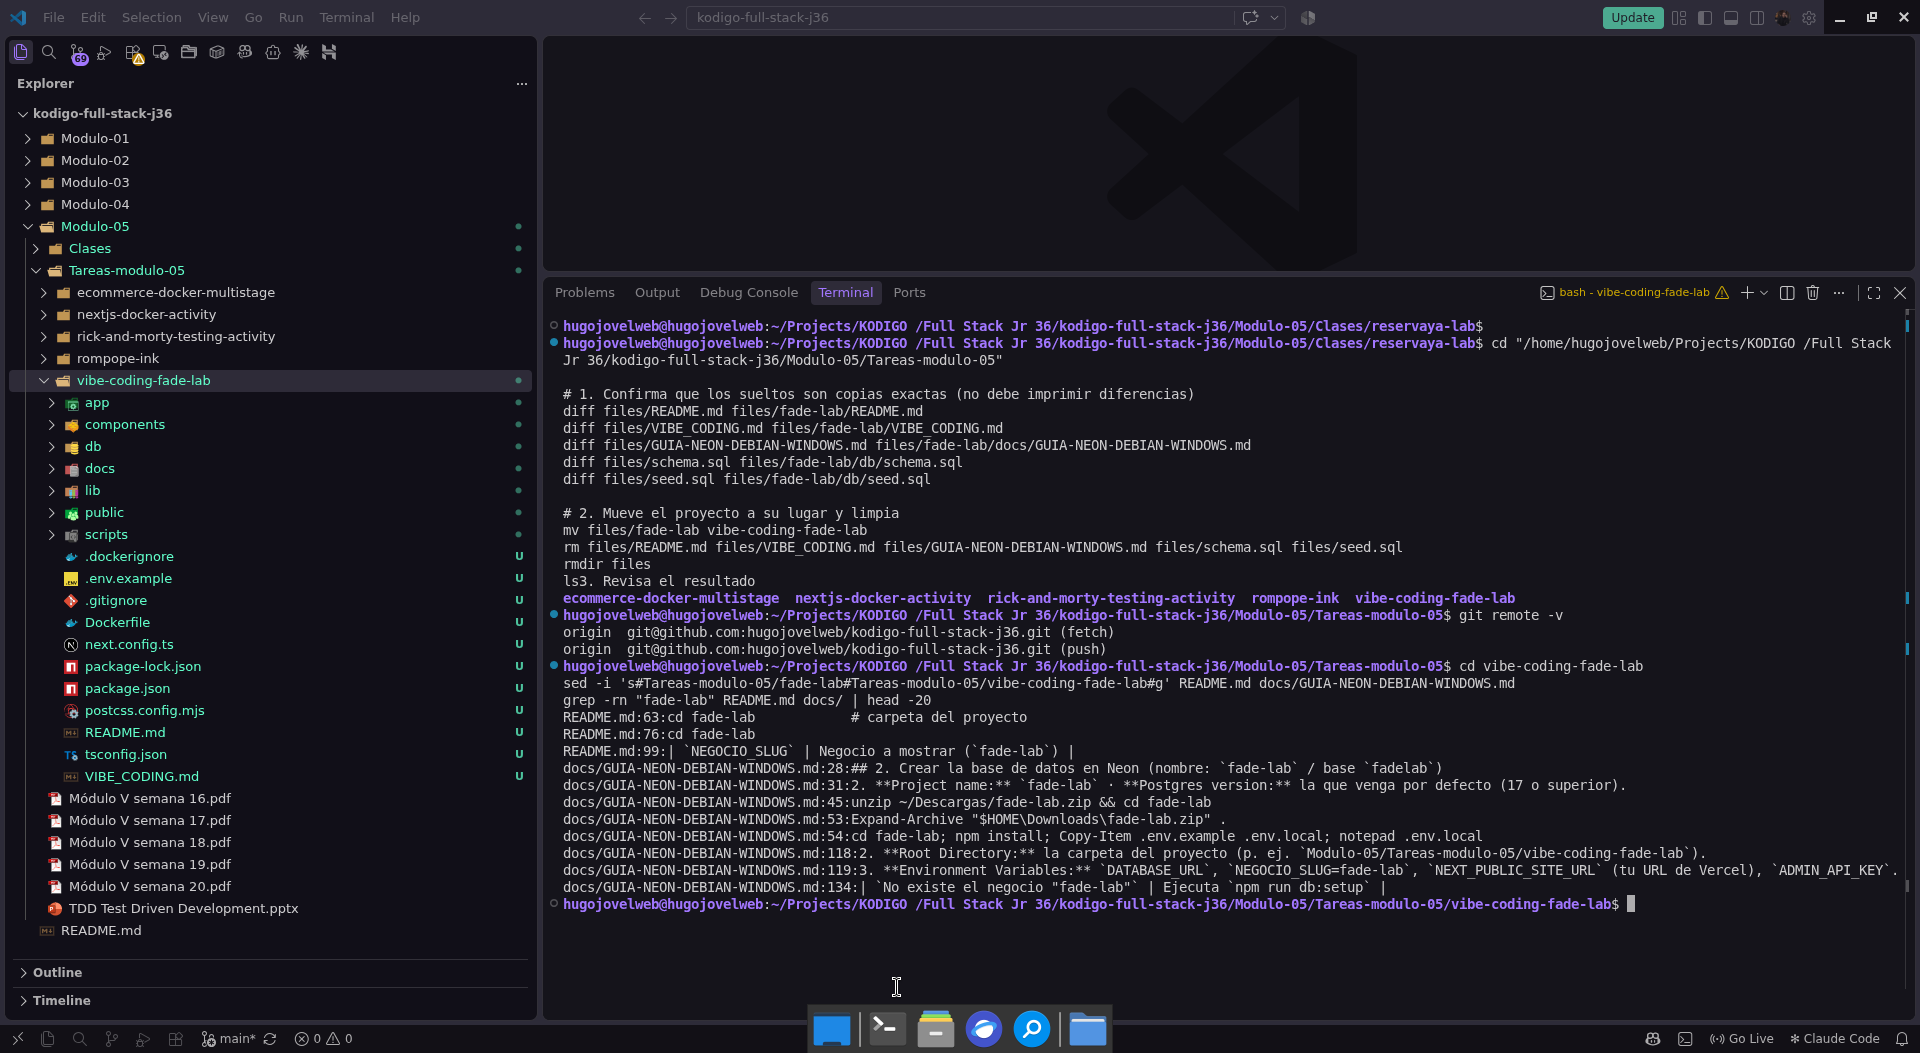 File Edit Selection View Go Run Terminal Help
kodigo-full-stack-j36
Update
69
Explorer
kodigo-full-stack-j36
Modulo-01
Modulo-02
Modulo-03
Modulo-04
Modulo-05
Clases
Tareas-modulo-05
ecommerce-docker-multistage
nextjs-docker-activity
rick-and-morty-testing-activity
rompope-ink
vibe-coding-fade-lab
app
components
db
docs
lib
public
scripts
.dockerignore U
.env.example U
.gitignore U
Dockerfile U
next.config.ts U
package-lock.json U
package.json U
postcss.config.mjs U
README.md U
tsconfig.json U
VIBE_CODING.md U
Módulo V semana 16.pdf
Módulo V semana 17.pdf
Módulo V semana 18.pdf
Módulo V semana 19.pdf
Módulo V semana 20.pdf
TDD Test Driven Development.pptx
README.md
Outline
Timeline
Problems Output Debug Console Terminal Ports
bash - vibe-coding-fade-lab
hugojovelweb@hugojovelweb:~/Projects/KODIGO /Full Stack Jr 36/kodigo-full-stack-j36/Modulo-05/Clases/reservaya-lab$
hugojovelweb@hugojovelweb:~/Projects/KODIGO /Full Stack Jr 36/kodigo-full-stack-j36/Modulo-05/Clases/reservaya-lab$ cd "/home/hugojovelweb/Projects/KODIGO /Full Stack
Jr 36/kodigo-full-stack-j36/Modulo-05/Tareas-modulo-05"
# 1. Confirma que los sueltos son copias exactas (no debe imprimir diferencias)
diff files/README.md files/fade-lab/README.md
diff files/VIBE_CODING.md files/fade-lab/VIBE_CODING.md
diff files/GUIA-NEON-DEBIAN-WINDOWS.md files/fade-lab/docs/GUIA-NEON-DEBIAN-WINDOWS.md
diff files/schema.sql files/fade-lab/db/schema.sql
diff files/seed.sql files/fade-lab/db/seed.sql
# 2. Mueve el proyecto a su lugar y limpia
mv files/fade-lab vibe-coding-fade-lab
rm files/README.md files/VIBE_CODING.md files/GUIA-NEON-DEBIAN-WINDOWS.md files/schema.sql files/seed.sql
rmdir files
ls3. Revisa el resultado
ecommerce-docker-multistage nextjs-docker-activity rick-and-morty-testing-activity rompope-ink vibe-coding-fade-lab
hugojovelweb@hugojovelweb:~/Projects/KODIGO /Full Stack Jr 36/kodigo-full-stack-j36/Modulo-05/Tareas-modulo-05$ git remote -v
origin git@github.com:hugojovelweb/kodigo-full-stack-j36.git (fetch)
origin git@github.com:hugojovelweb/kodigo-full-stack-j36.git (push)
hugojovelweb@hugojovelweb:~/Projects/KODIGO /Full Stack Jr 36/kodigo-full-stack-j36/Modulo-05/Tareas-modulo-05$ cd vibe-coding-fade-lab
sed -i 's#Tareas-modulo-05/fade-lab#Tareas-modulo-05/vibe-coding-fade-lab#g' README.md docs/GUIA-NEON-DEBIAN-WINDOWS.md
grep -rn "fade-lab" README.md docs/ | head -20
README.md:63:cd fade-lab # carpeta del proyecto
README.md:76:cd fade-lab
README.md:99:| `NEGOCIO_SLUG` | Negocio a mostrar (`fade-lab`) |
docs/GUIA-NEON-DEBIAN-WINDOWS.md:28:## 2. Crear la base de datos en Neon (nombre: `fade-lab` / base `fadelab`)
docs/GUIA-NEON-DEBIAN-WINDOWS.md:31:2. **Project name:** `fade-lab` · **Postgres version:** la que venga por defecto (17 o superior).
docs/GUIA-NEON-DEBIAN-WINDOWS.md:45:unzip ~/Descargas/fade-lab.zip && cd fade-lab
docs/GUIA-NEON-DEBIAN-WINDOWS.md:53:Expand-Archive "$HOME\Downloads\fade-lab.zip" .
docs/GUIA-NEON-DEBIAN-WINDOWS.md:54:cd fade-lab; npm install; Copy-Item .env.example .env.local; notepad .env.local
docs/GUIA-NEON-DEBIAN-WINDOWS.md:118:2. **Root Directory:** la carpeta del proyecto (p. ej. `Modulo-05/Tareas-modulo-05/vibe-coding-fade-lab`).
docs/GUIA-NEON-DEBIAN-WINDOWS.md:119:3. **Environment Variables:** `DATABASE_URL`, `NEGOCIO_SLUG=fade-lab`, `NEXT_PUBLIC_SITE_URL` (tu URL de Vercel), `ADMIN_API_KEY`.
docs/GUIA-NEON-DEBIAN-WINDOWS.md:134:| `No existe el negocio "fade-lab"` | Ejecuta `npm run db:setup` |
hugojovelweb@hugojovelweb:~/Projects/KODIGO /Full Stack Jr 36/kodigo-full-stack-j36/Modulo-05/Tareas-modulo-05/vibe-coding-fade-lab$
main* 0 0 Go Live Claude Code